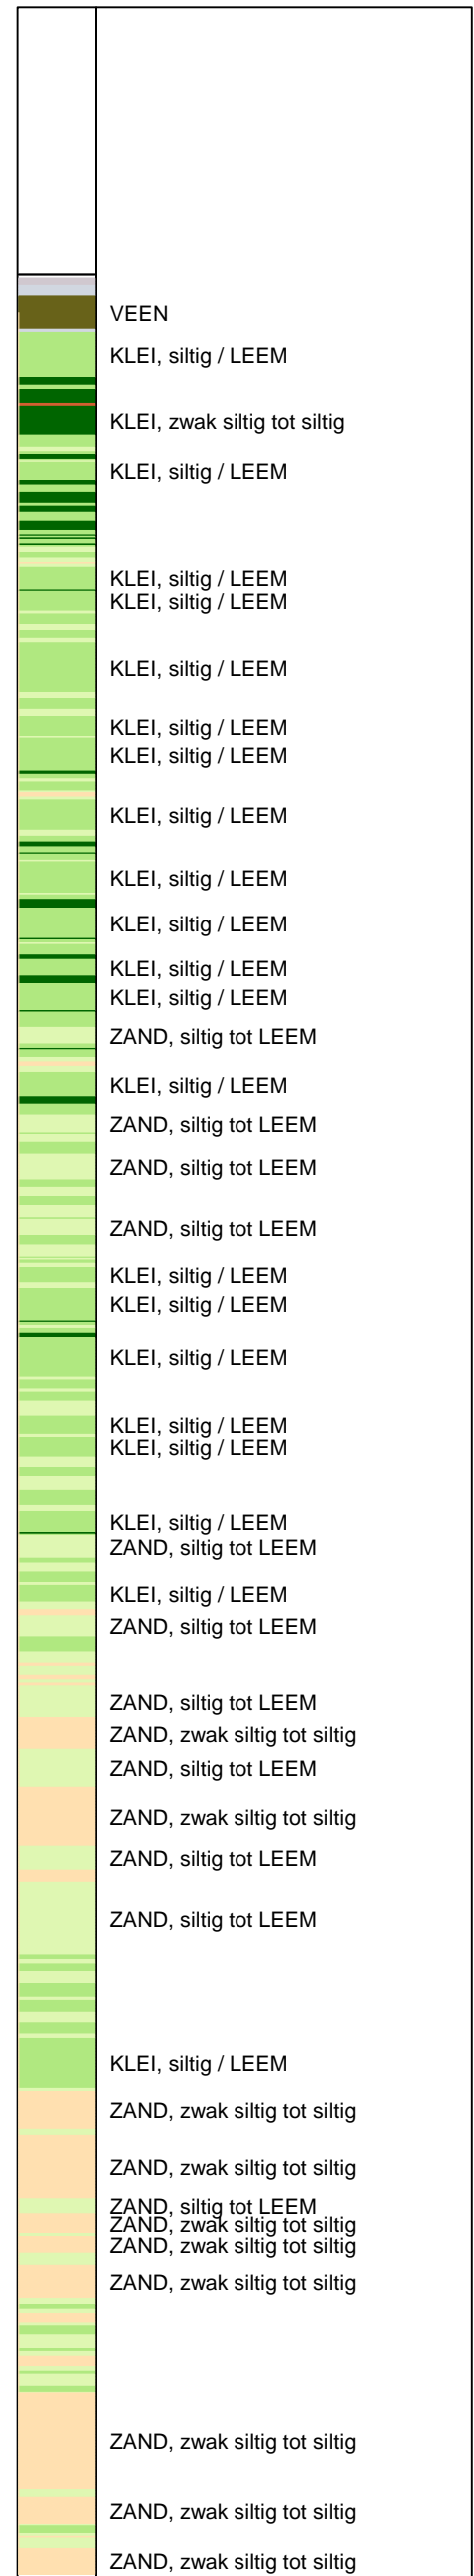 VEEN
KLEI, siltig / LEEM
KLEI, zwak siltig tot siltig
KLEI, siltig / LEEM
KLEI, siltig / LEEM
KLEI, siltig / LEEM
KLEI, siltig / LEEM
KLEI, siltig / LEEM
KLEI, siltig / LEEM
KLEI, siltig / LEEM
KLEI, siltig / LEEM
KLEI, siltig / LEEM
KLEI, siltig / LEEM
KLEI, siltig / LEEM
ZAND, siltig tot LEEM
KLEI, siltig / LEEM
ZAND, siltig tot LEEM
ZAND, siltig tot LEEM
ZAND, siltig tot LEEM
KLEI, siltig / LEEM
KLEI, siltig / LEEM
KLEI, siltig / LEEM
KLEI, siltig / LEEM
KLEI, siltig / LEEM
KLEI, siltig / LEEM
ZAND, siltig tot LEEM
KLEI, siltig / LEEM
ZAND, siltig tot LEEM
ZAND, siltig tot LEEM
ZAND, zwak siltig tot siltig
ZAND, siltig tot LEEM
ZAND, zwak siltig tot siltig
ZAND, siltig tot LEEM
ZAND, siltig tot LEEM
KLEI, siltig / LEEM
ZAND, zwak siltig tot siltig
ZAND, zwak siltig tot siltig
ZAND, siltig tot LEEM
ZAND, zwak siltig tot siltig
ZAND, zwak siltig tot siltig
ZAND, zwak siltig tot siltig
ZAND, zwak siltig tot siltig
ZAND, zwak siltig tot siltig
ZAND, zwak siltig tot siltig